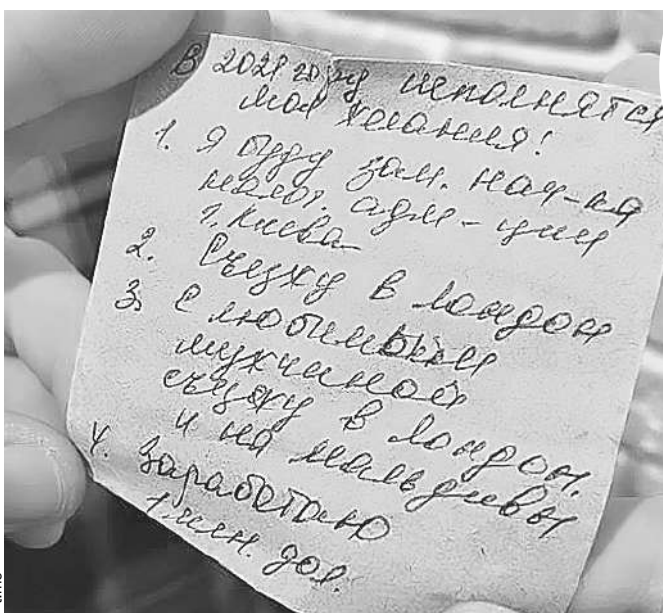 В 2021 году исполнятся
мои желания!
1. Я буду зам. нач-ка
налог. адм-ции
г. Киева
2. Съезжу в Лондон
3. С любимым
мужчиной
съезжу в Лондон.
и на Мальдивы
4. Заработаю
1 млн. дол.